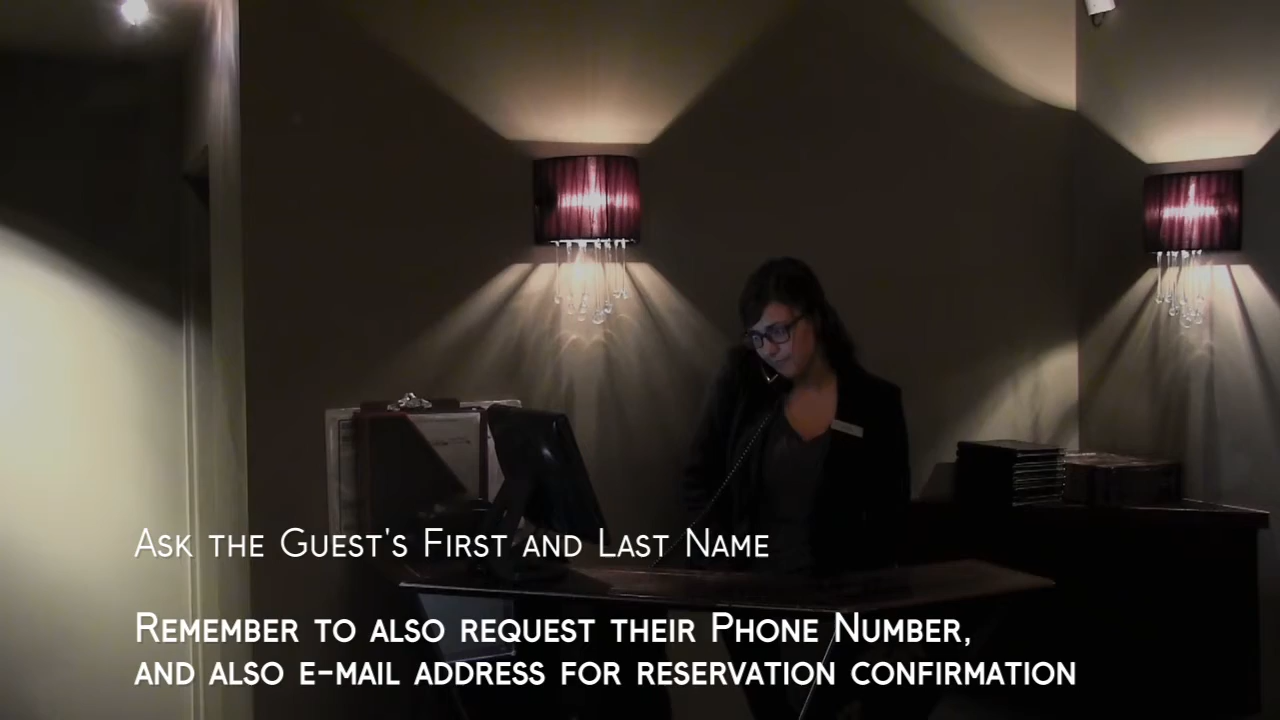 Ask the Guest's First and Last Name
Remember to also request their Phone Number,
and also e-mail address for reservation confirmation